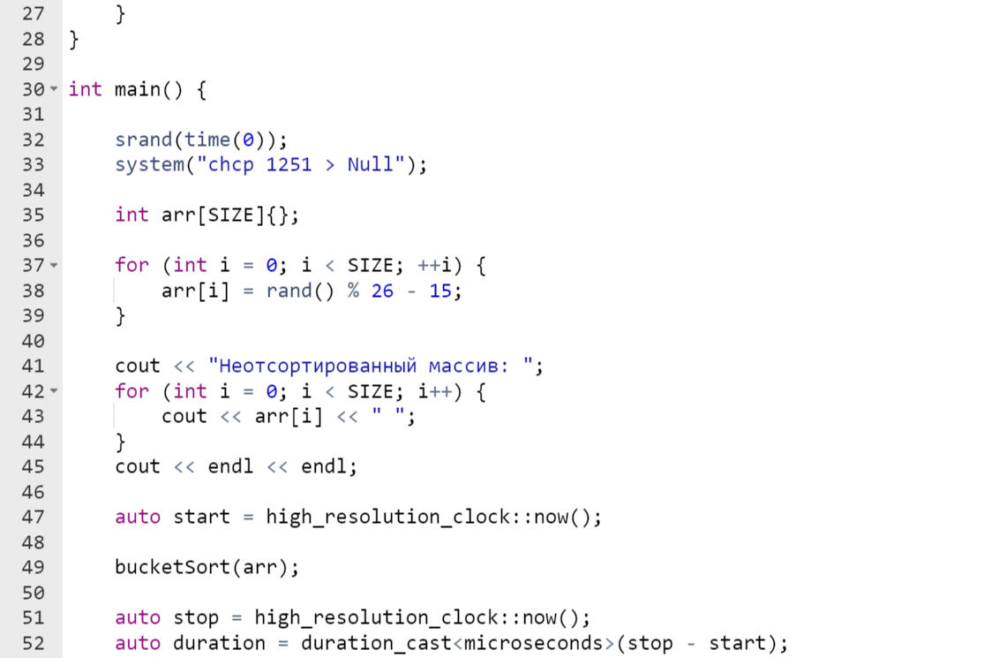 27     }
28 }
29
30 int main() {
31
32     srand(time(0));
33     system("chcp 1251 > Null");
34
35     int arr[SIZE]{};
36
37     for (int i = 0; i < SIZE; ++i) {
38         arr[i] = rand() % 26 - 15;
39     }
40
41     cout << "Неотсортированный массив: ";
42     for (int i = 0; i < SIZE; i++) {
43         cout << arr[i] << " ";
44     }
45     cout << endl << endl;
46
47     auto start = high_resolution_clock::now();
48
49     bucketSort(arr);
50
51     auto stop = high_resolution_clock::now();
52     auto duration = duration_cast<microseconds>(stop - start);